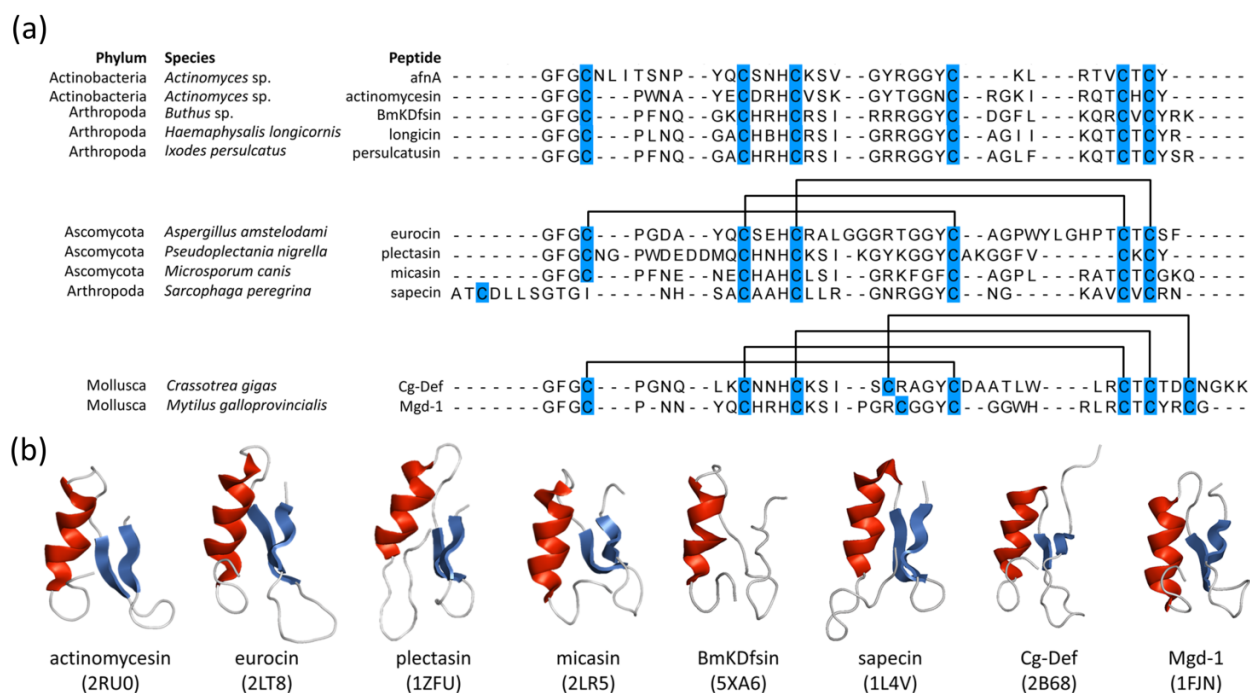 (a)
Phylum Species Peptide
Actinobacteria Actinomyces sp. afnA -------GFGCNLITSNP--YQCSNHCKSV--GYRGGYC----KL---RTVCTCY------
Actinobacteria Actinomyces sp. actinomycesin -------GFGC---PWNA--YECDRHCVSK--GYTGGNC--RGKI---RQTCHCY------
Arthropoda Buthus sp. BmKDfsin -------GFGC---PFNQ--GKCHRHCRSI--RRRGGYC--DGFL---KQRCVCYRK----
Arthropoda Haemaphysalis longicornis longicin -------GFGC---PLNQ--GACHBHCRSI--RRRGGYC--AGII---KQTCTCYR-----
Arthropoda Ixodes persulcatus persulcatusin -------GFGC---PFNQ--GACHRHCRSI--GRRGGYC--AGLF---KQTCTCYSR----
Ascomycota Aspergillus amstelodami eurocin -------GFGC---PGDA--YQCSEHCRALGGGRTGGYC--AGPWYLGHPTCTCSF-----
Ascomycota Pseudoplectania nigrella plectasin -------GFGCNG-PWDEDDMQCHNHCKSI-KGYKGGYCAKGGFV------CKCY------
Ascomycota Microsporum canis micasin -------GFGC---PFNE--NECHAHCLSI--GRKFGFC--AGPL---RATCTCGKQ----
Arthropoda Sarcophaga peregrina sapecin ATCDLLSGTGI-----NH--SACAAHCLLR--GNRGGYC--NG-----KAVCVCRN-----
Mollusca Crassotrea gigas Cg-Def -------GFGC---PGNQ--LKCNNHCKSI--SCRAGYCDAATLW----LRCTCTDCNGKK
Mollusca Mytilus galloprovincialis Mgd-1 -------GFGC---P-NN--YQCHRHCKSI-PGRCGGYC--GGWH---RLRCTCYRCG---
(b)
actinomycesin eurocin plectasin micasin BmKDfsin sapecin Cg-Def Mgd-1
(2RU0) (2LT8) (1ZFU) (2LR5) (5XA6) (1L4V) (2B68) (1FJN)